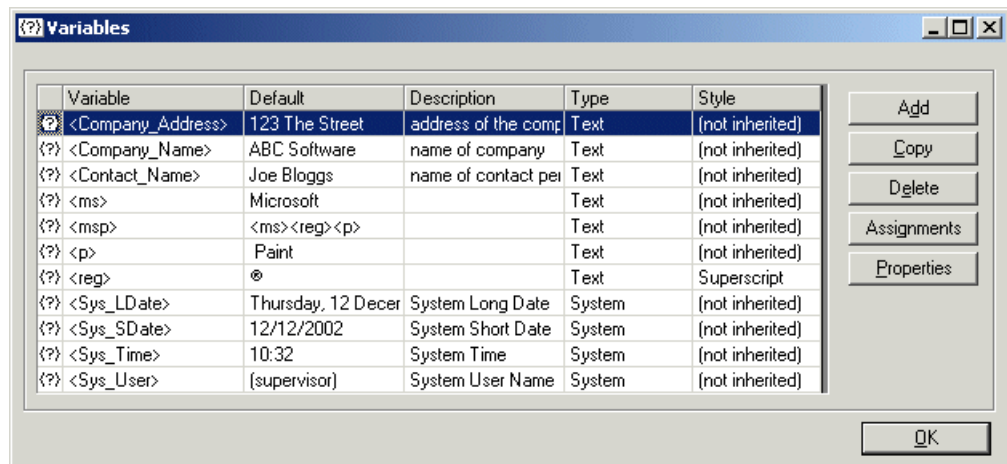 Variables
Variable Default Description Type Style
<Company_Address> 123 The Street address of the comp Text (not inherited)
<Company_Name> ABC Software name of company Text (not inherited)
<Contact_Name> Joe Bloggs name of contact per Text (not inherited)
<ms> Microsoft Text (not inherited)
<msp> <ms><reg><p> Text (not inherited)
<p> Paint Text (not inherited)
<reg> ® Text Superscript
<Sys_LDate> Thursday, 12 Decer System Long Date System (not inherited)
<Sys_SDate> 12/12/2002 System Short Date System (not inherited)
<Sys_Time> 10:32 System Time System (not inherited)
<Sys_User> (supervisor) System User Name System (not inherited)
Add
Copy
Delete
Assignments
Properties
OK